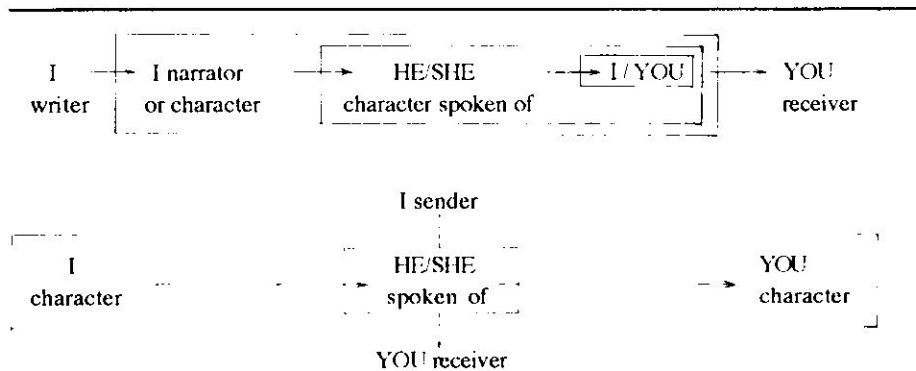 I I narrator HE/SHE I / YOU YOU
writer or character character spoken of receiver
I sender
I HE/SHE YOU
character spoken of character
YOU receiver